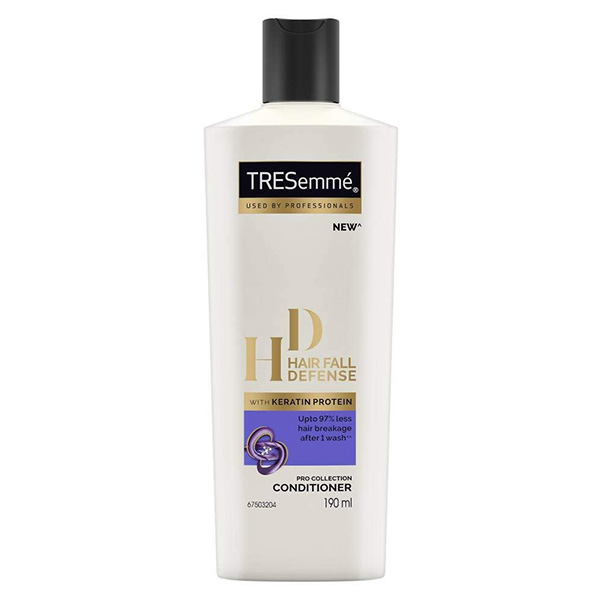 TRESemmé®
USED BY PROFESSIONALS
NEW^
HD
HAIR FALL
DEFENSE
WITH KERATIN PROTEIN
Upto 97% less
hair breakage
after 1 wash^^
PRO COLLECTION
CONDITIONER
67503204
190 ml